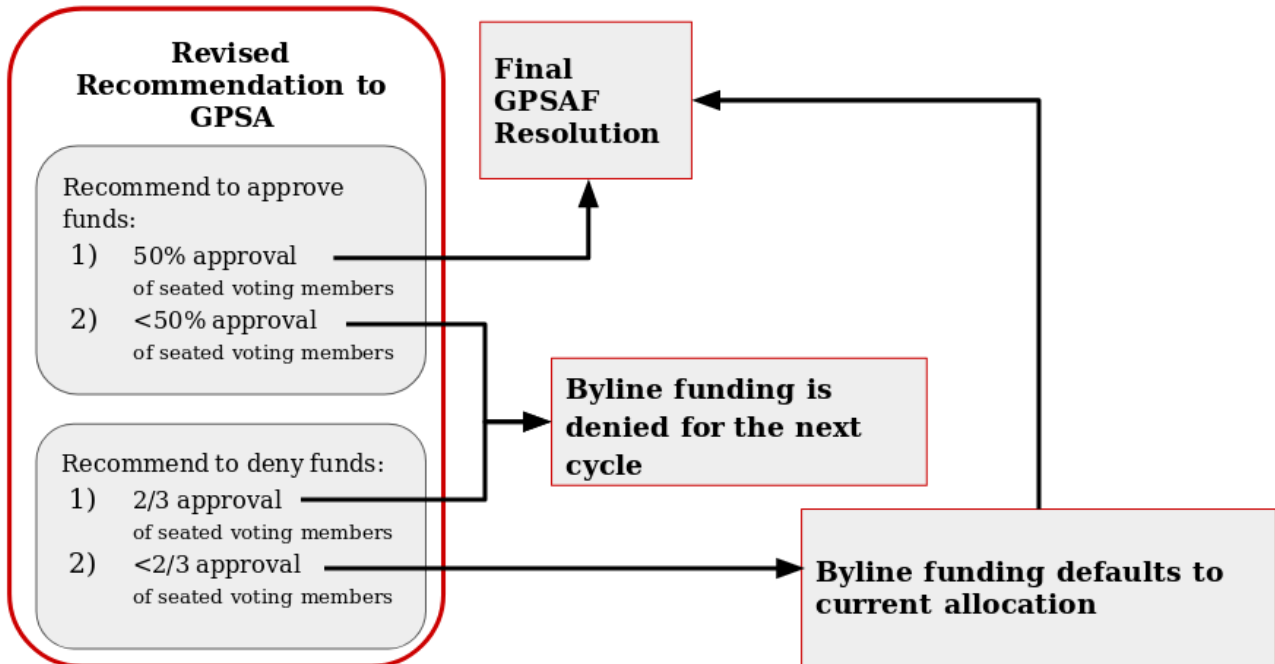 Revised
Recommendation to
GPSA
Recommend to approve
funds:
1) 50% approval
of seated voting members
2) <50% approval
of seated voting members
Recommend to deny funds:
1) 2/3 approval
of seated voting members
2) <2/3 approval
of seated voting members
Final
GPSAF
Resolution
Byline funding is
denied for the next
cycle
Byline funding defaults to
current allocation